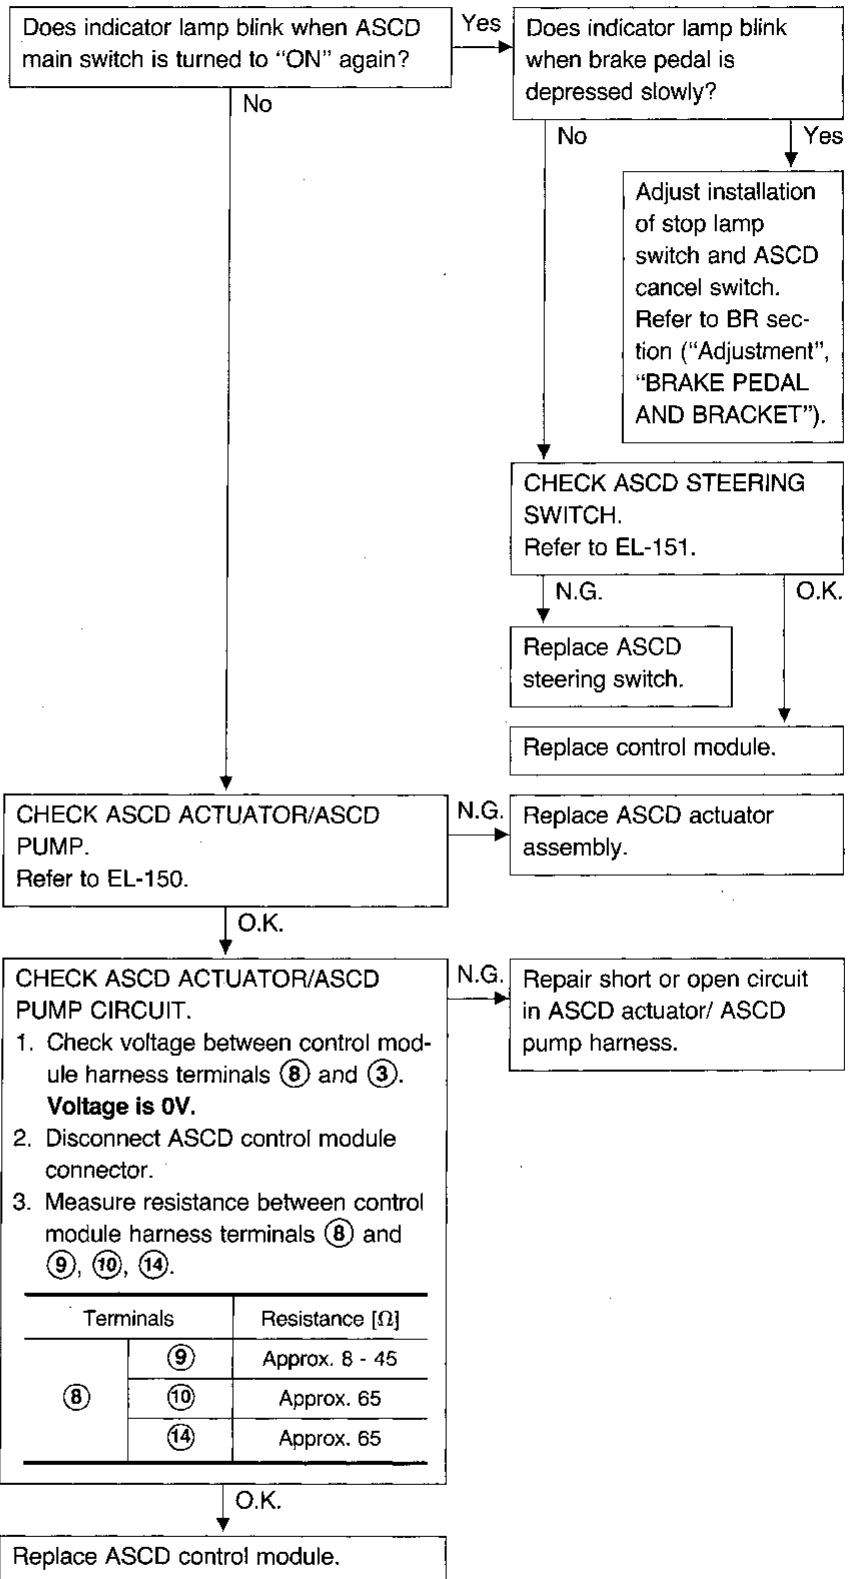 Does indicator lamp blink when ASCD
main switch is turned to “ON” again?
Yes
Does indicator lamp blink
when brake pedal is
depressed slowly?
No
No
Yes
Adjust installation
of stop lamp
switch and ASCD
cancel switch.
Refer to BR sec-
tion (“Adjustment”,
“BRAKE PEDAL
AND BRACKET”).
CHECK ASCD STEERING
SWITCH.
Refer to EL-151.
N.G.
O.K.
Replace ASCD
steering switch.
Replace control module.
CHECK ASCD ACTUATOR/ASCD
PUMP.
Refer to EL-150.
N.G.
Replace ASCD actuator
assembly.
O.K.
CHECK ASCD ACTUATOR/ASCD
PUMP CIRCUIT.
1. Check voltage between control mod-
ule harness terminals ⑧ and ③.
Voltage is 0V.
2. Disconnect ASCD control module
connector.
3. Measure resistance between control
module harness terminals ⑧ and
⑨, ⑩, ⑭.
Terminals Resistance [Ω]
⑧ ⑨ Approx. 8 - 45
⑩ Approx. 65
⑭ Approx. 65
N.G.
Repair short or open circuit
in ASCD actuator/ ASCD
pump harness.
O.K.
Replace ASCD control module.